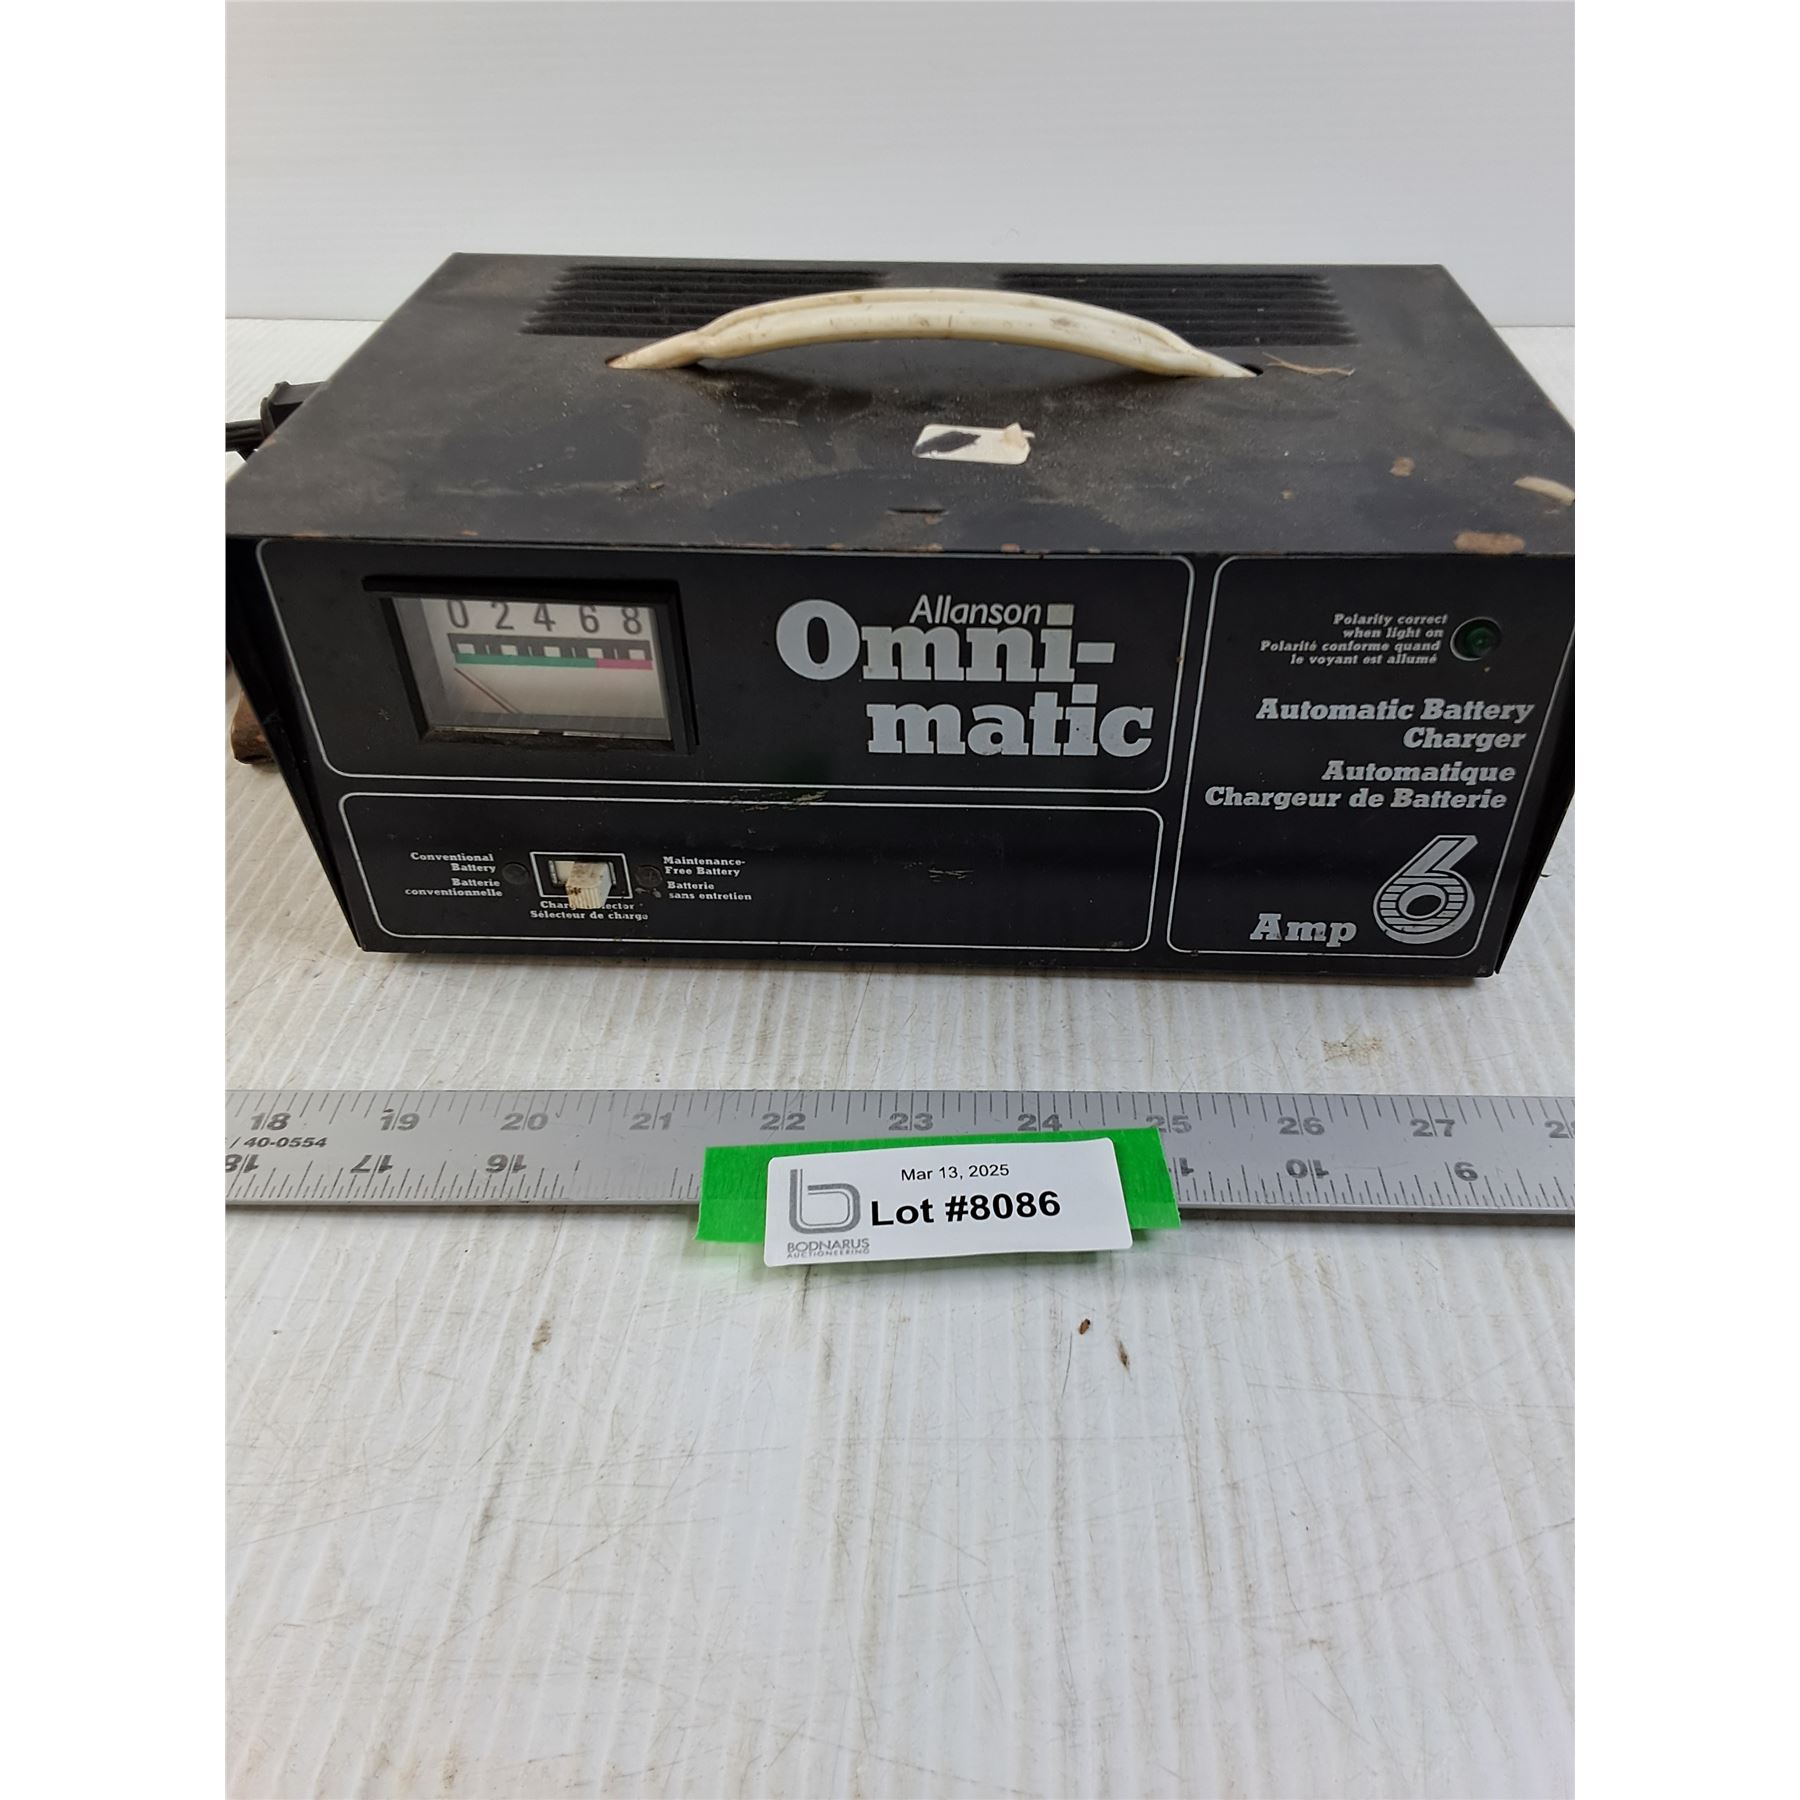 0 2 4 6 8
Allanson
Omni-
matic
Polarity correct
when light on
Polarité conforme quand
le voyant est allumé
Automatic Battery
Charger
Automatique
Chargeur de Batterie
6
Amp
Conventional
Battery
Batterie
conventionnelle
Maintenance-
Free Battery
Batterie
sans entretien
Sélecteur de charge
18 19 20 21 22 23 24 25 26 27
/ 40-0554
18 17 16 10 9
Mar 13, 2025
Lot #8086
BODNARUS
AUCTIONEERING